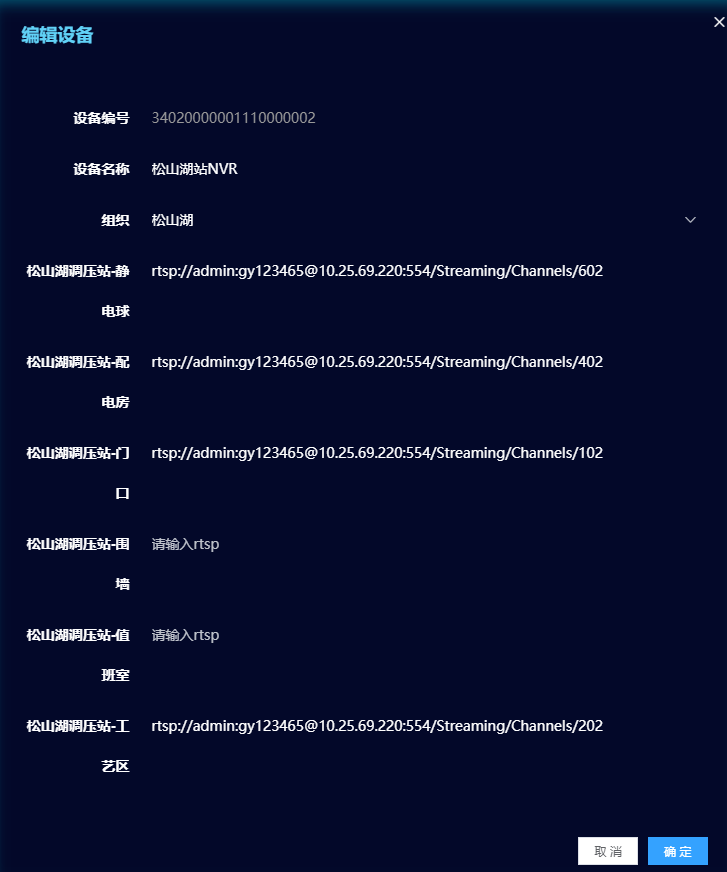 编辑设备
设备编号 34020000001110000002
设备名称 松山湖站NVR
组织 松山湖
松山湖调压站-静 rtsp://admin:gy123465@10.25.69.220:554/Streaming/Channels/602
电球
松山湖调压站-配 rtsp://admin:gy123465@10.25.69.220:554/Streaming/Channels/402
电房
松山湖调压站-门 rtsp://admin:gy123465@10.25.69.220:554/Streaming/Channels/102
口
松山湖调压站-围 请输入rtsp
墙
松山湖调压站-值 请输入rtsp
班室
松山湖调压站-工 rtsp://admin:gy123465@10.25.69.220:554/Streaming/Channels/202
艺区
取消 确定